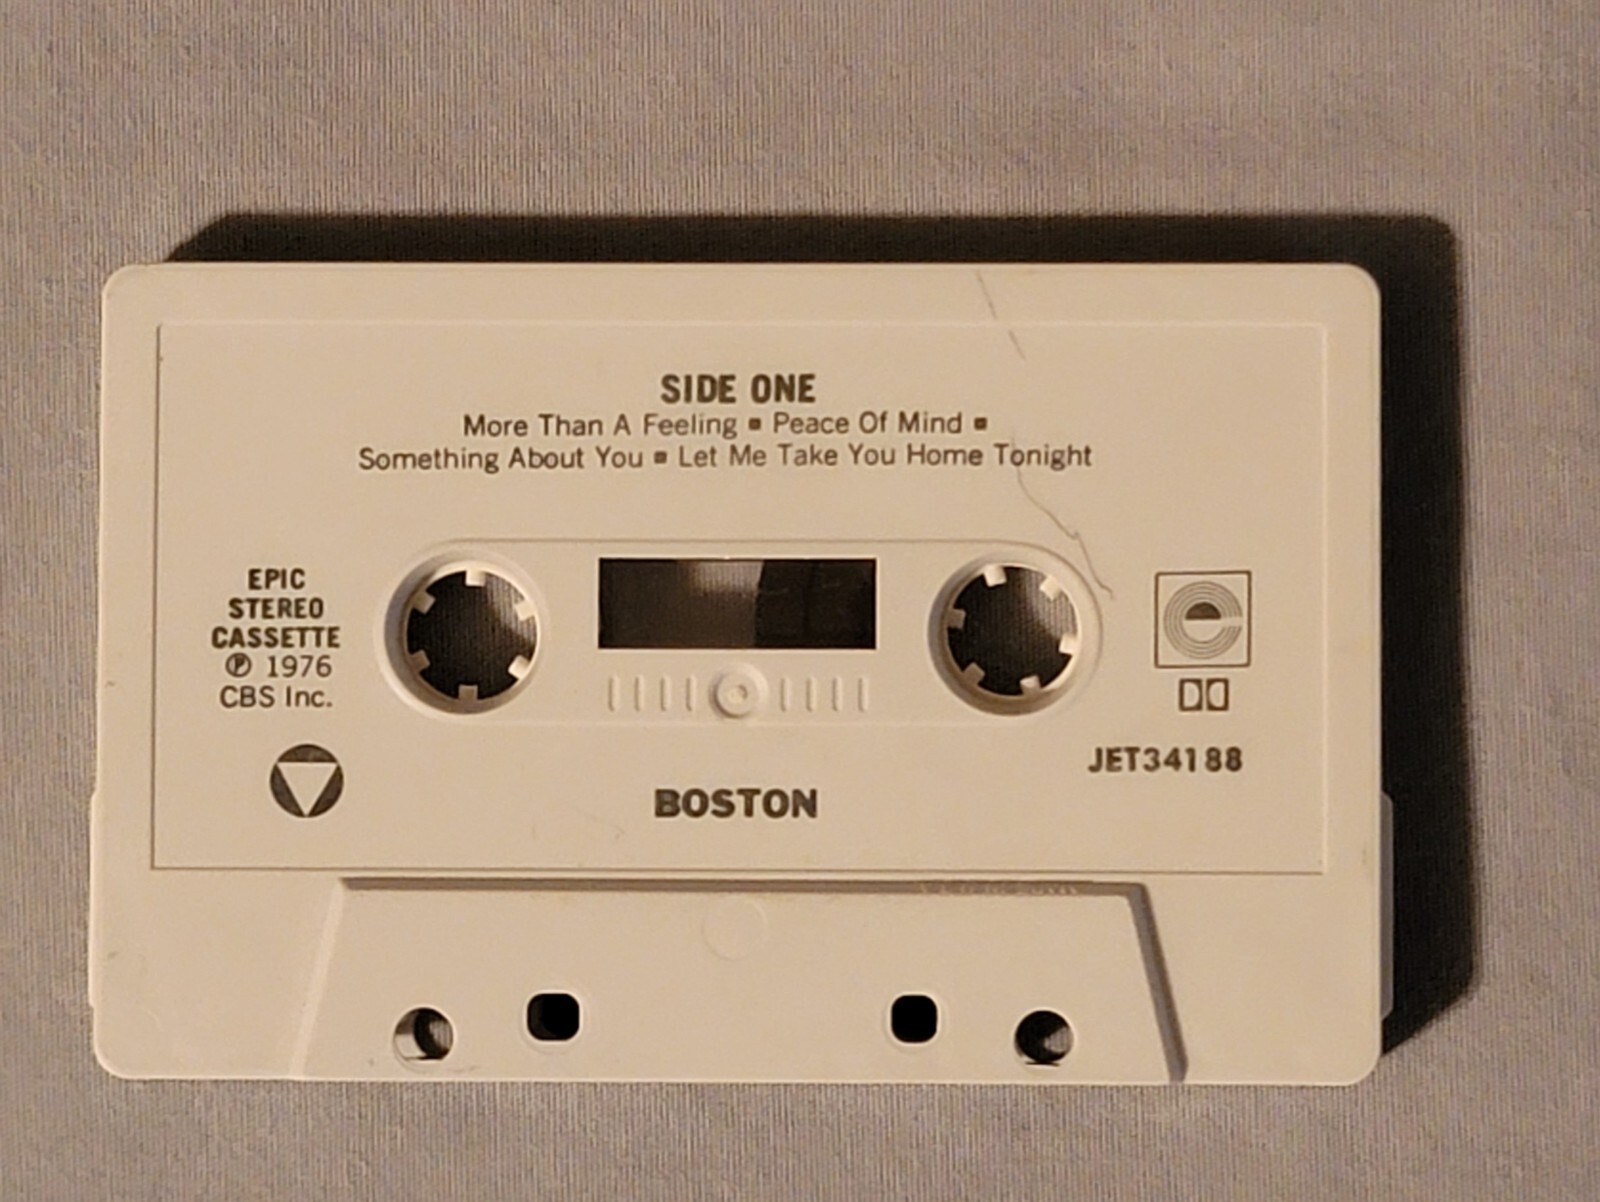 SIDE ONE
More Than A Feeling ▪ Peace Of Mind ▪
Something About You ▪ Let Me Take You Home Tonight
EPIC
STEREO
CASSETTE
℗ 1976
CBS Inc.
e
JET34188
BOSTON